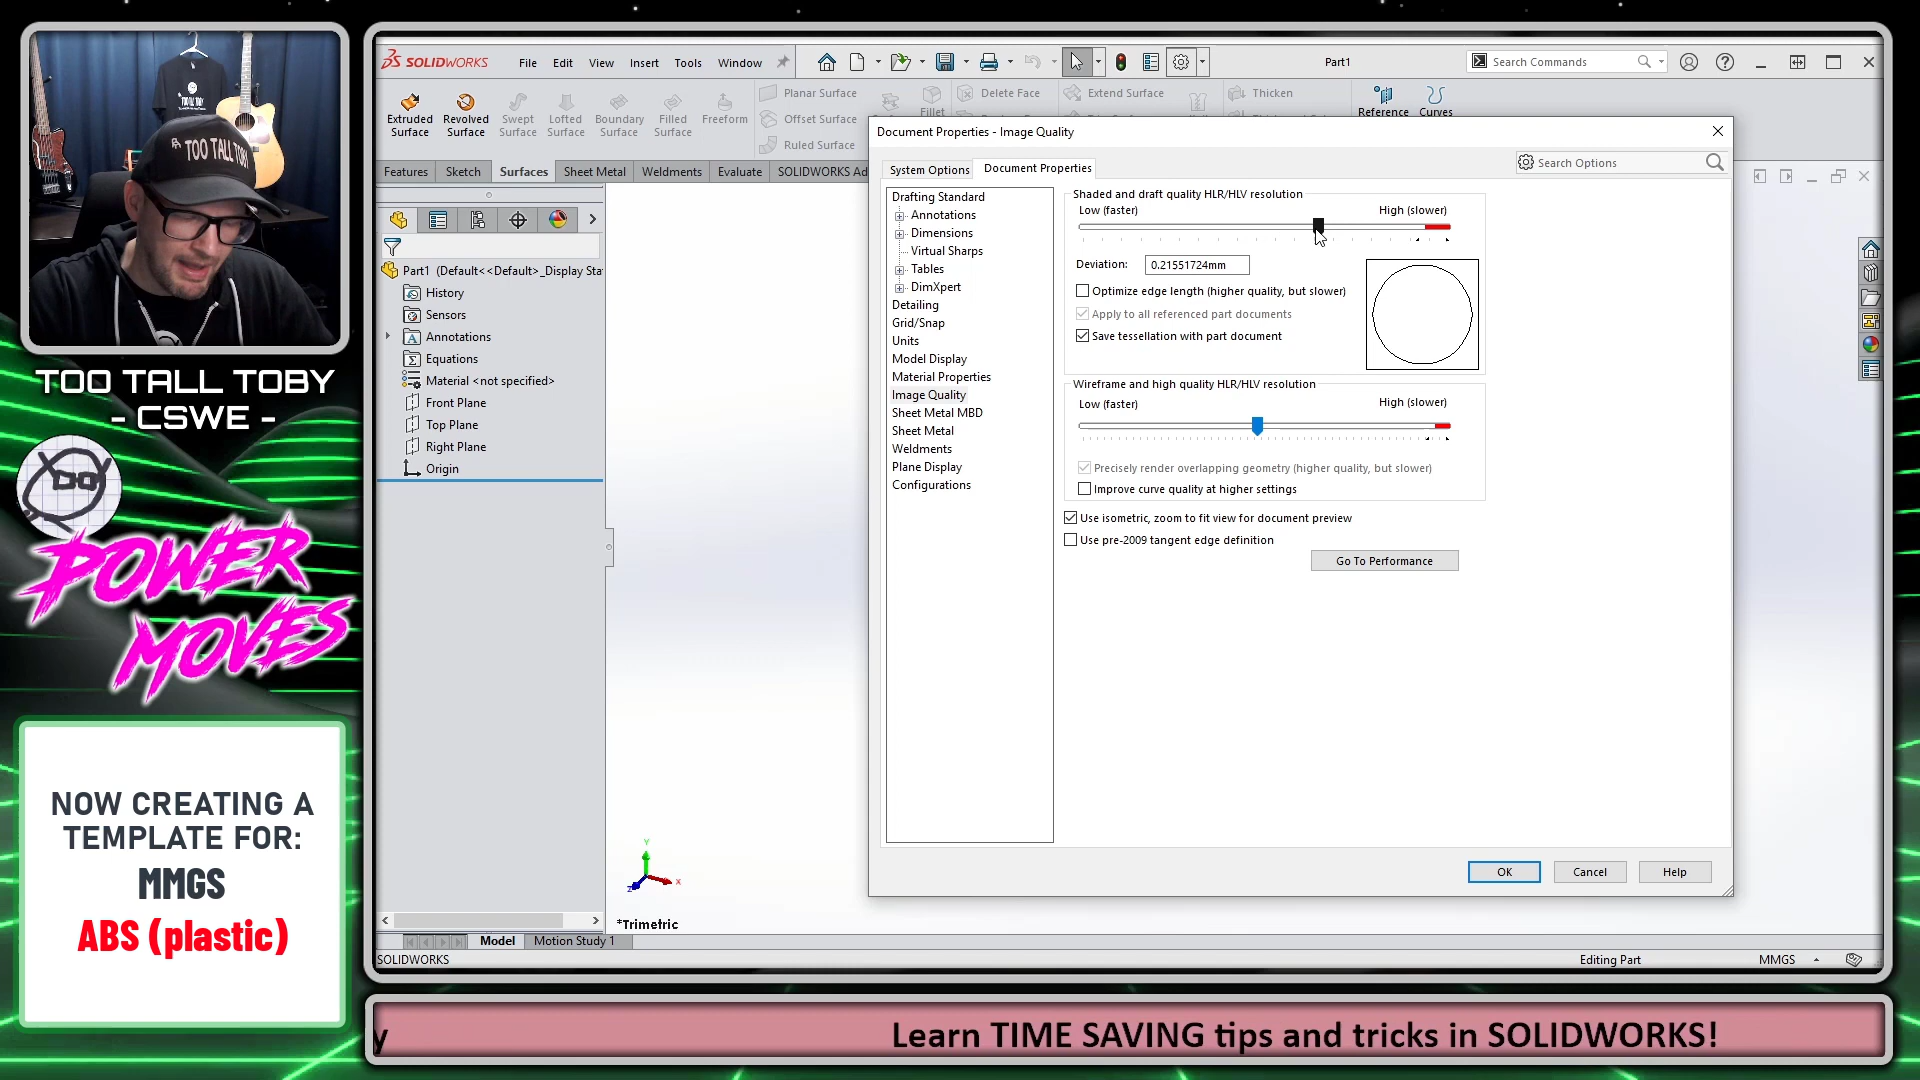 TOO TALL TOBY
TOO TALL TOBY
TOO TALL TOBY
- CSWE -
POWER
MOVES
NOW CREATING A
TEMPLATE FOR:
MMGS
ABS (plastic)
SOLIDWORKS
File Edit View Insert Tools Window
Part1
Search Commands
Extruded Surface
Revolved Surface
Swept Surface
Lofted Surface
Boundary Surface
Filled Surface
Freeform
Planar Surface
Offset Surface
Ruled Surface
Fillet
Delete Face
Extend Surface
Thicken
Reference
Curves
Features Sketch Surfaces Sheet Metal Weldments Evaluate SOLIDWORKS Ad
Part1 (Default<<Default>_Display Sta
History
Sensors
Annotations
Equations
Material <not specified>
Front Plane
Top Plane
Right Plane
Origin
Document Properties - Image Quality
System Options Document Properties
Search Options
Drafting Standard
Annotations
Dimensions
Virtual Sharps
Tables
DimXpert
Detailing
Grid/Snap
Units
Model Display
Material Properties
Image Quality
Sheet Metal MBD
Sheet Metal
Weldments
Plane Display
Configurations
Shaded and draft quality HLR/HLV resolution
Low (faster) High (slower)
Deviation: 0.21551724mm
Optimize edge length (higher quality, but slower)
Apply to all referenced part documents
Save tessellation with part document
Wireframe and high quality HLR/HLV resolution
Low (faster) High (slower)
Precisely render overlapping geometry (higher quality, but slower)
Improve curve quality at higher settings
Use isometric, zoom to fit view for document preview
Use pre-2009 tangent edge definition
Go To Performance
OK Cancel Help
Y
X
Z
*Trimetric
Model Motion Study 1
SOLIDWORKS
Editing Part MMGS
y Learn TIME SAVING tips and tricks in SOLIDWORKS!